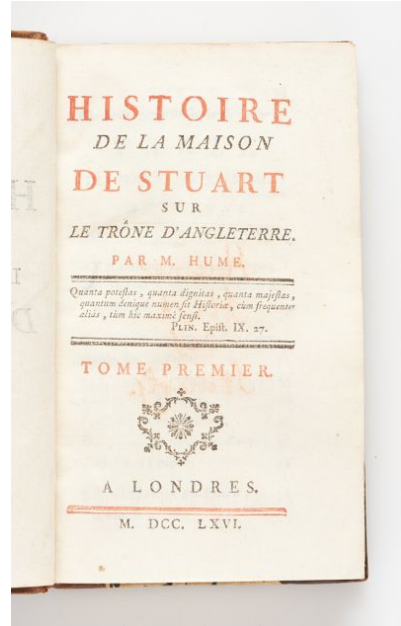 HISTOIRE
DE LA MAISON
DE STUART
SUR
LE TRÔNE D'ANGLETERRE.
PAR M. HUME.
Quanta poteſtas, quanta dignitas, quanta majeſtas,
quantum denique numen ſit Hiſtoriæ, cùm frequenter
aliàs, tùm hic maximè ſenſi.
PLIN. Epiſt. IX. 27.
TOME PREMIER.
A LONDRES.
M. DCC. LXVI.